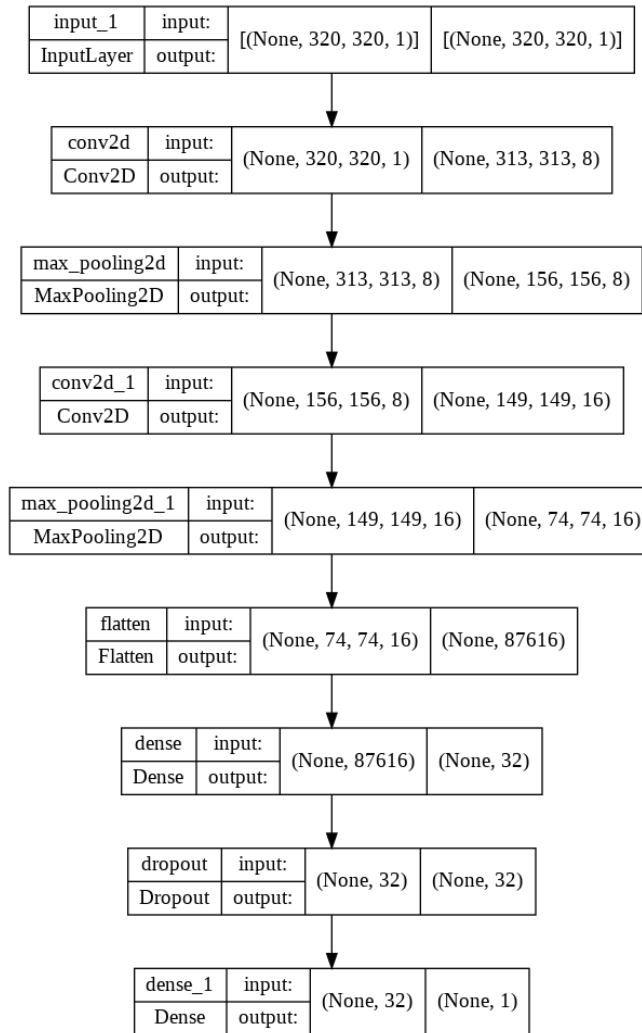 input_1 input: [(None, 320, 320, 1)] [(None, 320, 320, 1)]
InputLayer output:
conv2d input: (None, 320, 320, 1) (None, 313, 313, 8)
Conv2D output:
max_pooling2d input: (None, 313, 313, 8) (None, 156, 156, 8)
MaxPooling2D output:
conv2d_1 input: (None, 156, 156, 8) (None, 149, 149, 16)
Conv2D output:
max_pooling2d_1 input: (None, 149, 149, 16) (None, 74, 74, 16)
MaxPooling2D output:
flatten input: (None, 74, 74, 16) (None, 87616)
Flatten output:
dense input: (None, 87616) (None, 32)
Dense output:
dropout input: (None, 32) (None, 32)
Dropout output:
dense_1 input: (None, 32) (None, 1)
Dense output: